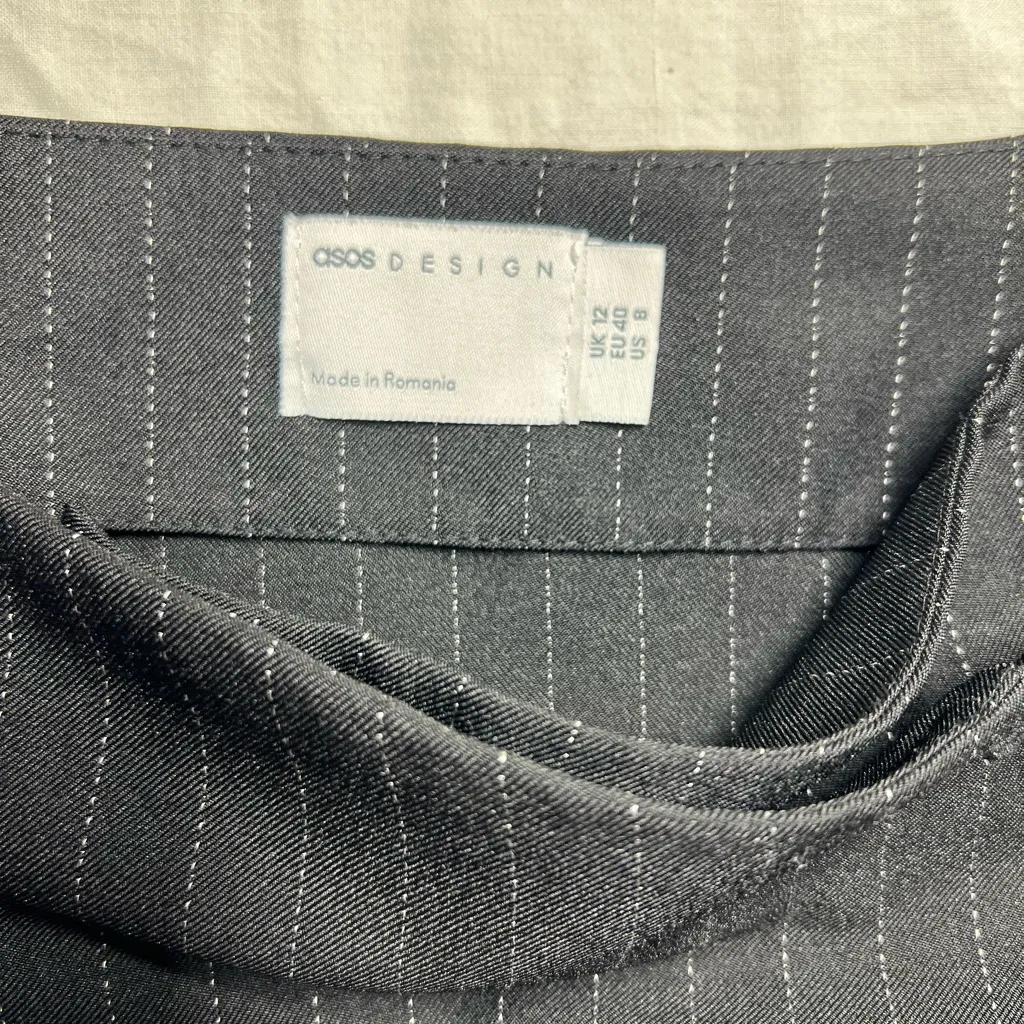 asos DESIGN
Made in Romania
UK 12
EU 40
US 8